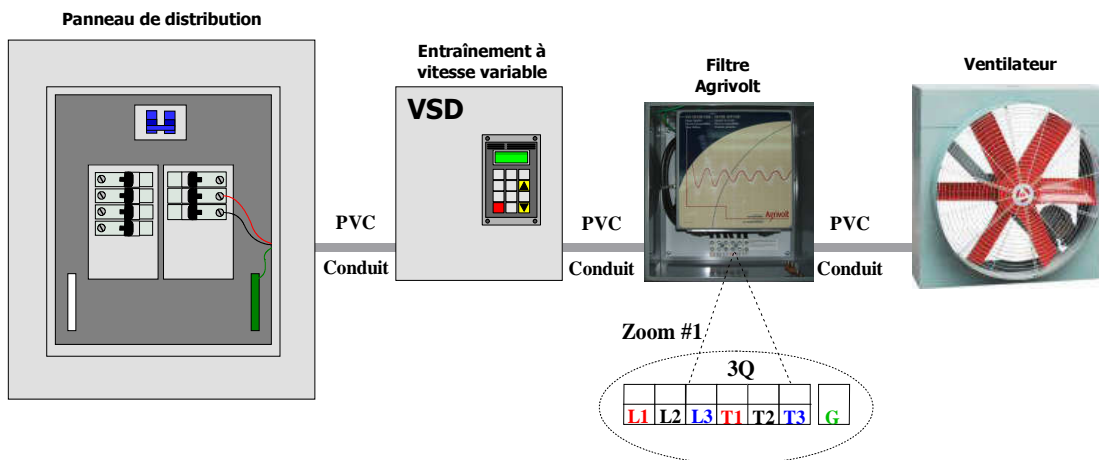 Panneau de distribution
Entraînement à
vitesse variable
Filtre
Agrivolt
Ventilateur
VSD
Agrivolt
PVC
Conduit
PVC
Conduit
PVC
Conduit
Zoom #1
3Q
L1 L2 L3 T1 T2 T3 G